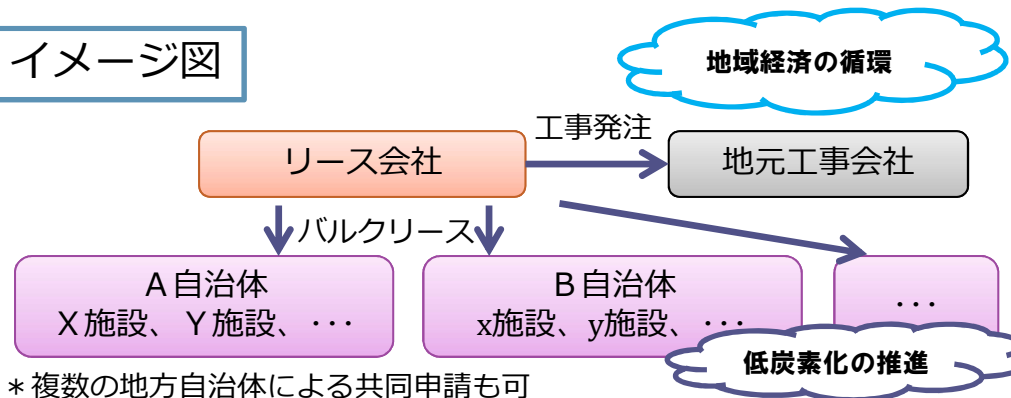 イメージ図
地域経済の循環
工事発注
リース会社
地元工事会社
バルクリース
A自治体
X施設、Y施設、･･･
B自治体
x施設、y施設、･･･
･･･
低炭素化の推進
＊複数の地方自治体による共同申請も可